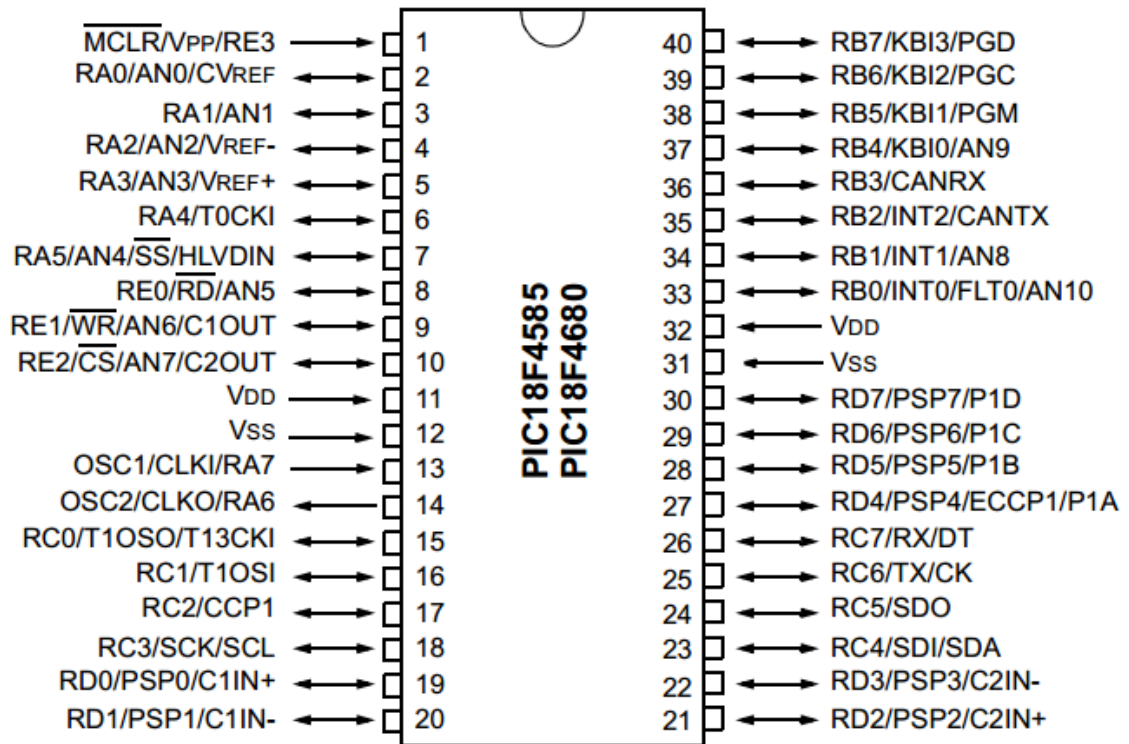 MCLR/VPP/RE3 1
RA0/AN0/CVREF 2
RA1/AN1 3
RA2/AN2/VREF- 4
RA3/AN3/VREF+ 5
RA4/T0CKI 6
RA5/AN4/SS/HLVDIN 7
RE0/RD/AN5 8
RE1/WR/AN6/C1OUT 9
RE2/CS/AN7/C2OUT 10
VDD 11
VSS 12
OSC1/CLKI/RA7 13
OSC2/CLKO/RA6 14
RC0/T1OSO/T13CKI 15
RC1/T1OSI 16
RC2/CCP1 17
RC3/SCK/SCL 18
RD0/PSP0/C1IN+ 19
RD1/PSP1/C1IN- 20
PIC18F4585
PIC18F4680
40 RB7/KBI3/PGD
39 RB6/KBI2/PGC
38 RB5/KBI1/PGM
37 RB4/KBI0/AN9
36 RB3/CANRX
35 RB2/INT2/CANTX
34 RB1/INT1/AN8
33 RB0/INT0/FLT0/AN10
32 VDD
31 VSS
30 RD7/PSP7/P1D
29 RD6/PSP6/P1C
28 RD5/PSP5/P1B
27 RD4/PSP4/ECCP1/P1A
26 RC7/RX/DT
25 RC6/TX/CK
24 RC5/SDO
23 RC4/SDI/SDA
22 RD3/PSP3/C2IN-
21 RD2/PSP2/C2IN+